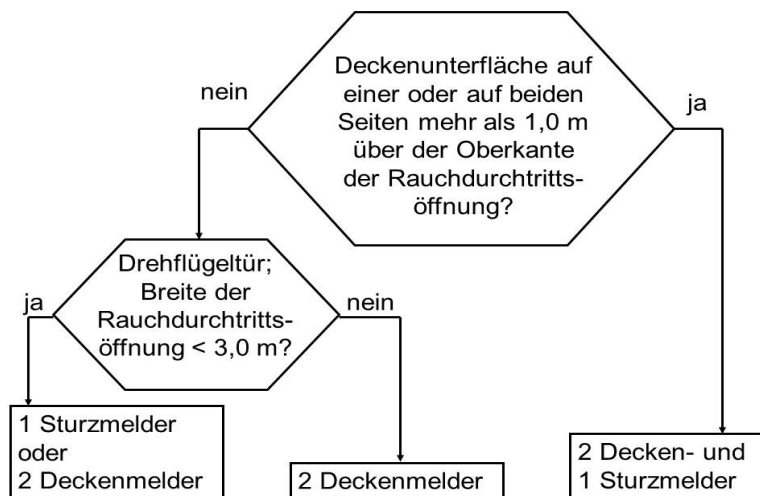 Deckenunterfläche auf
einer oder auf beiden
Seiten mehr als 1,0 m
über der Oberkante
der Rauchdurchtritts-
öffnung?
nein
ja
Drehflügeltür;
Breite der
Rauchdurchtritts-
öffnung < 3,0 m?
ja
nein
1 Sturzmelder
oder
2 Deckenmelder
2 Deckenmelder
2 Decken- und
1 Sturzmelder